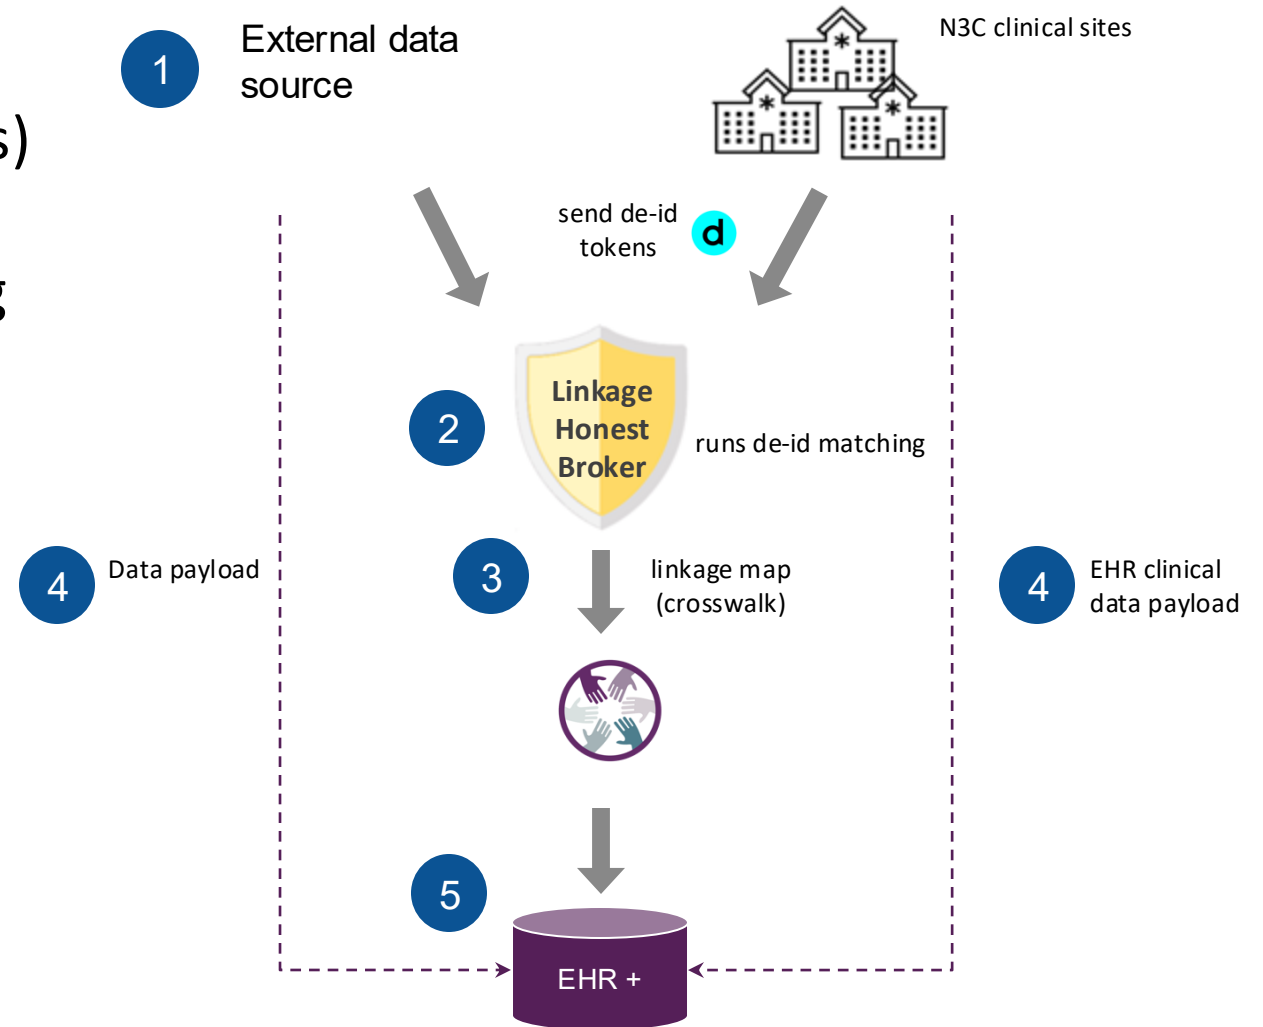 1
External data
source
N3C clinical sites
s)
send de-id
tokens
d
g
Linkage
Honest
Broker
2
runs de-id matching
3
linkage map
(crosswalk)
4
Data payload
4
EHR clinical
data payload
5
EHR +